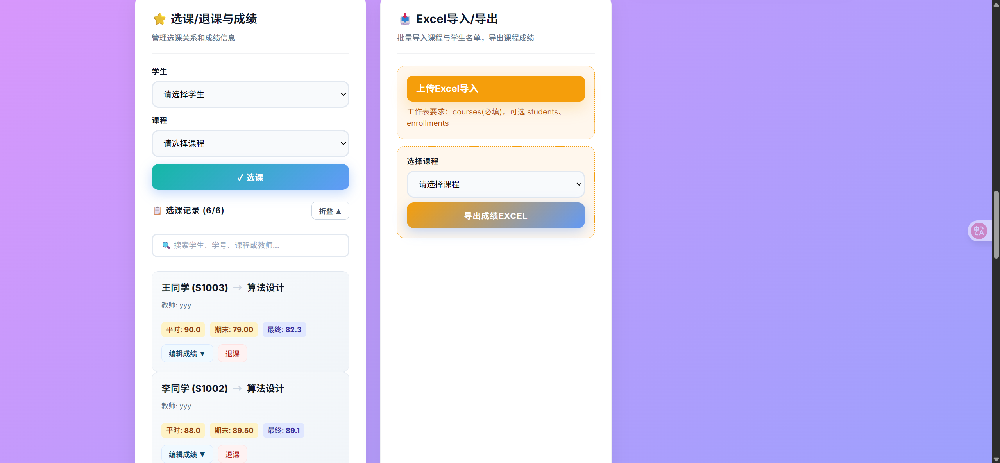 ⭐ 选课/退课与成绩
管理选课关系和成绩信息
学生
请选择学生
课程
请选择课程
✓ 选课
📋 选课记录 (6/6)
折叠 ▲
🔍 搜索学生、学号、课程或教师...
王同学 (S1003) → 算法设计
教师: yyy
平时: 90.0 期末: 79.00 最终: 82.3
编辑成绩 ▼ 退课
李同学 (S1002) → 算法设计
教师: yyy
平时: 88.0 期末: 89.50 最终: 89.1
编辑成绩 ▼ 退课
📥 Excel导入/导出
批量导入课程与学生名单，导出课程成绩
上传Excel导入
工作表要求：courses(必填)，可选 students、
enrollments
选择课程
请选择课程
导出成绩EXCEL
中A